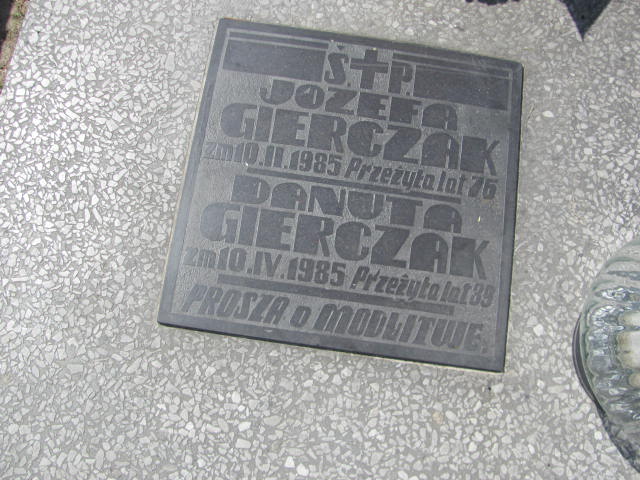 Ś✝P.
JÓZEFA
GIERCZAK
zm 10.II.1985 Przeżyła lat 76
DANUTA
GIERCZAK
zm 10.IV.1985 Przeżyła lat 39
PROSZĄ o MODLITWĘ.